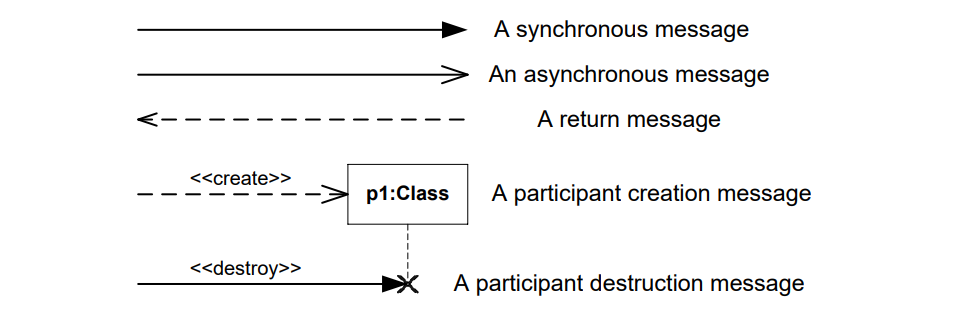 A synchronous message
An asynchronous message
A return message
<<create>>
p1:Class
A participant creation message
<<destroy>>
A participant destruction message